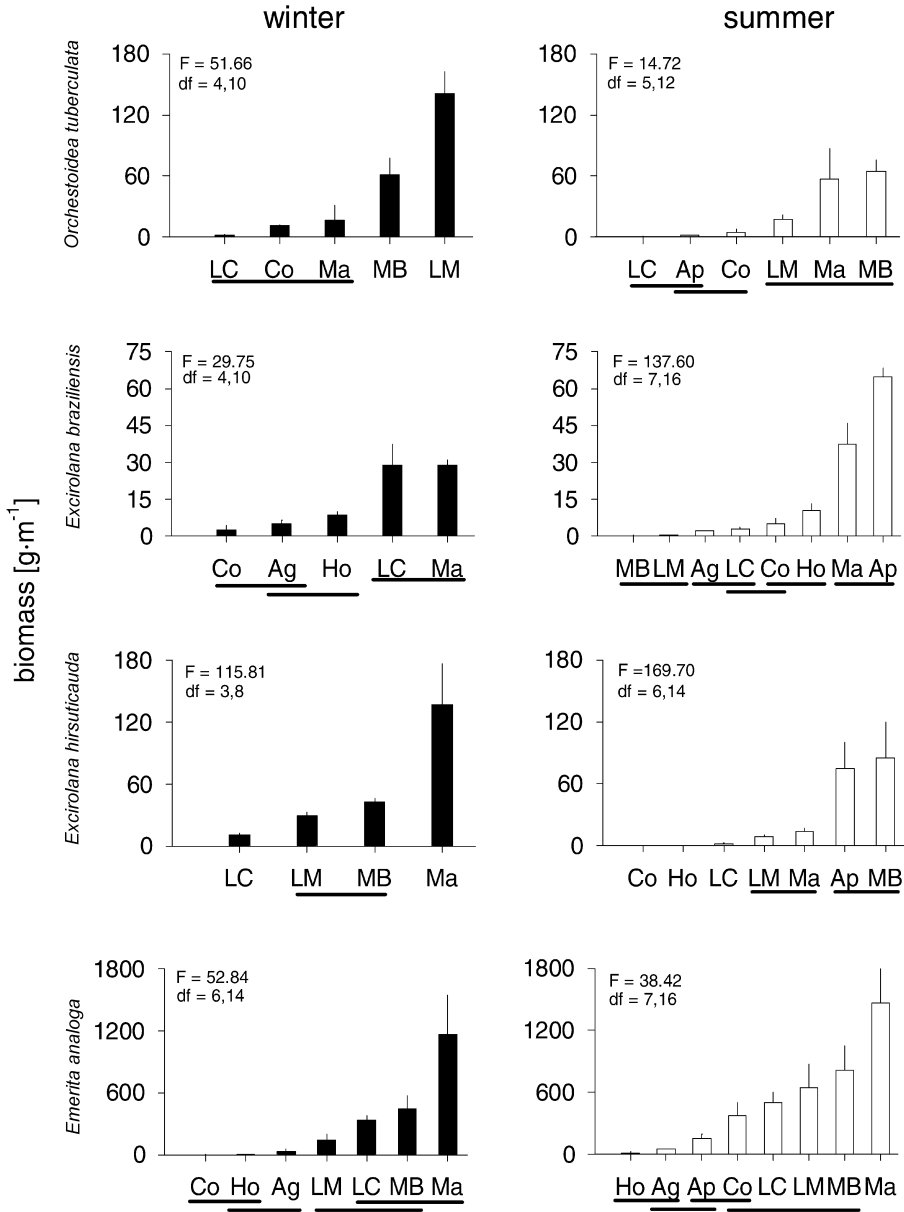 winter summer
biomass [g·m-1]
Orchestoidea tuberculata
180
120
60
0
F = 51.66
df = 4,10
LC Co Ma MB LM
180
120
60
0
F = 14.72
df = 5,12
LC Ap Co LM Ma MB
Excirolana braziliensis
75
60
45
30
15
0
F = 29.75
df = 4,10
Co Ag Ho LC Ma
75
60
45
30
15
0
F = 137.60
df = 7,16
MB LM Ag LC Co Ho Ma Ap
Excirolana hirsuticauda
180
120
60
0
F = 115.81
df = 3,8
LC LM MB Ma
180
120
60
0
F =169.70
df = 6,14
Co Ho LC LM Ma Ap MB
Emerita analoga
1800
1200
600
0
F = 52.84
df = 6,14
Co Ho Ag LM LC MB Ma
1800
1200
600
0
F = 38.42
df = 7,16
Ho Ag Ap Co LC LM MB Ma